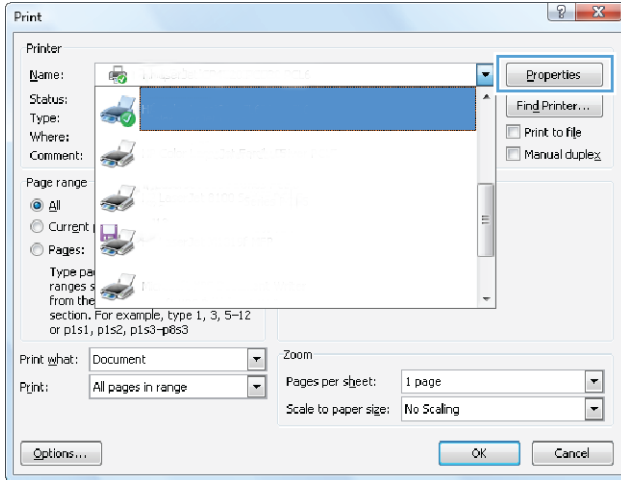 Print
Printer
Name:
Properties
Status:
Type:
Find Printer...
Where:
Print to file
Comment:
Manual duplex
Page range
All
Current
Pages:
Type
ranges
from the
section. For example, type 1, 3, 5–12
or p1s1, p1s2, p1s3–p8s3
Print what: Document
Print: All pages in range
Zoom
Pages per sheet: 1 page
Scale to paper size: No Scaling
Options...
OK
Cancel